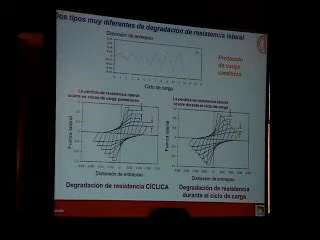 Dos tipos muy diferentes de degradación de resistencia lateral
Distorsión de entrepiso
Protocolo
de carga
simétrico
Ciclo de carga
La pérdida de resistencia lateral
ocurre en ciclos de carga posteriores
La pérdida de resistencia lateral
ocurre durante el ciclo de carga
Fuerza lateral
Fuerza lateral
Distorsión de entrepiso
Distorsión de entrepiso
Degradación de resistencia CÍCLICA
Degradación de resistencia
durante el ciclo de carga